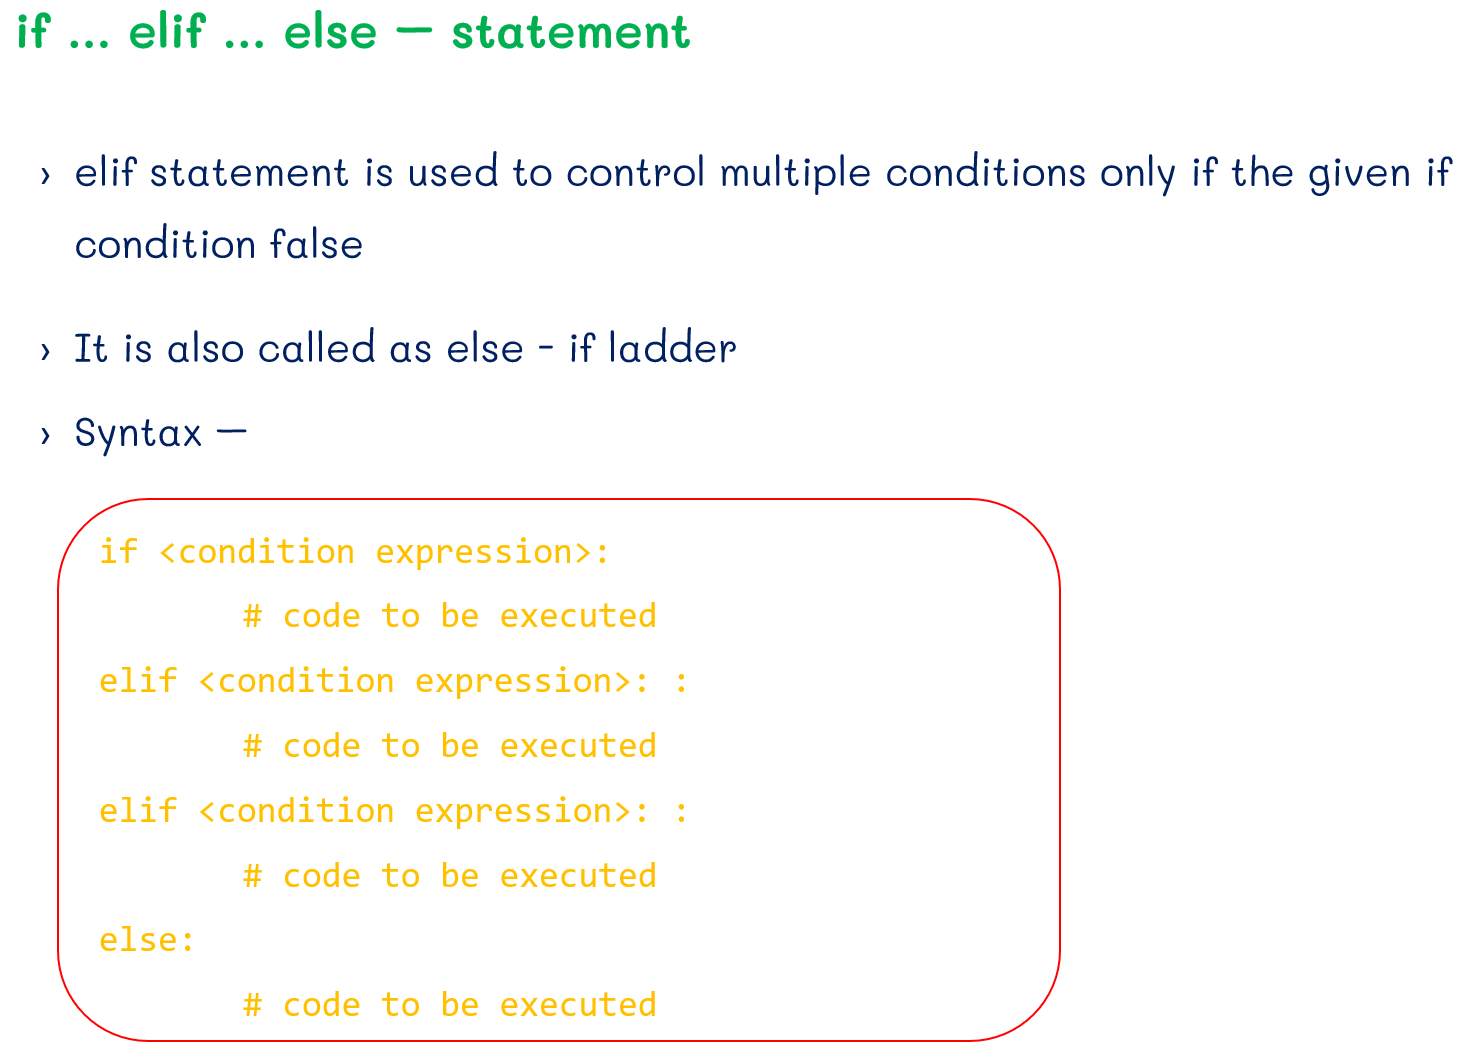 if ... elif ... else – statement
› elif statement is used to control multiple conditions only if the given if
condition false
› It is also called as else - if ladder
› Syntax –
if <condition expression>:
# code to be executed
elif <condition expression>: :
# code to be executed
elif <condition expression>: :
# code to be executed
else:
# code to be executed